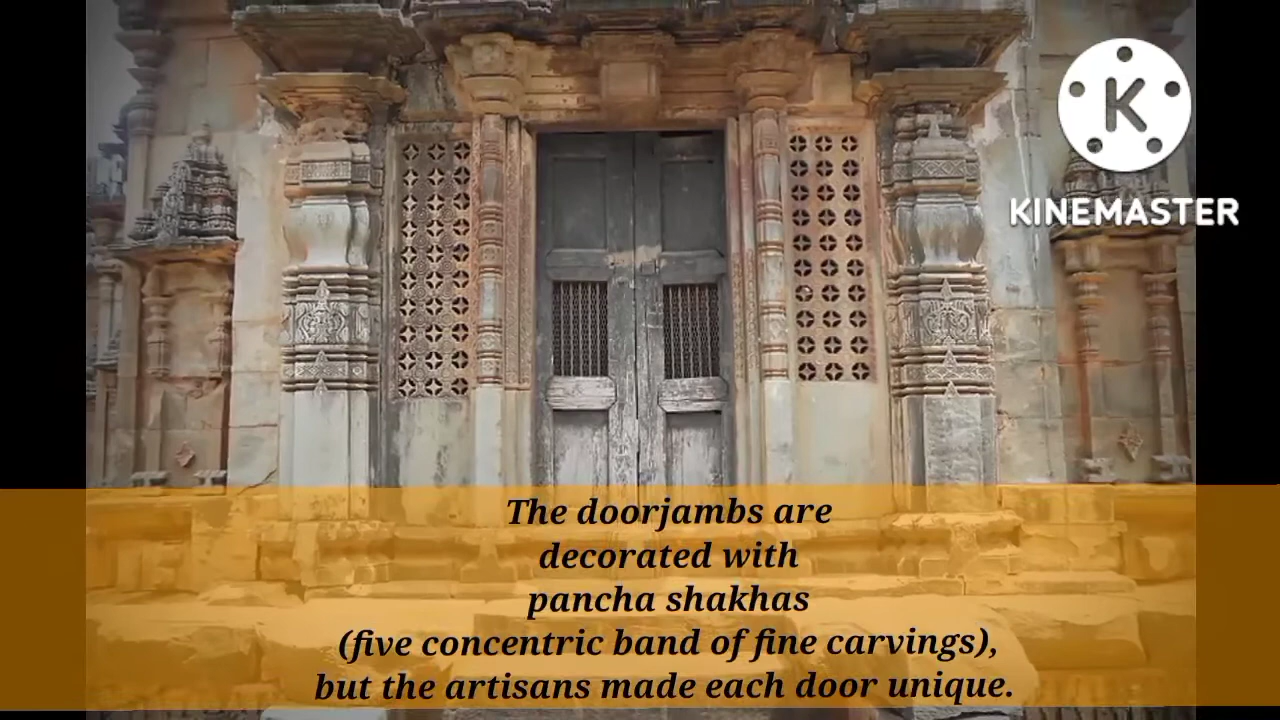 K
KINEMASTER
The doorjambs are
decorated with
pancha shakhas
(five concentric band of fine carvings),
but the artisans made each door unique.